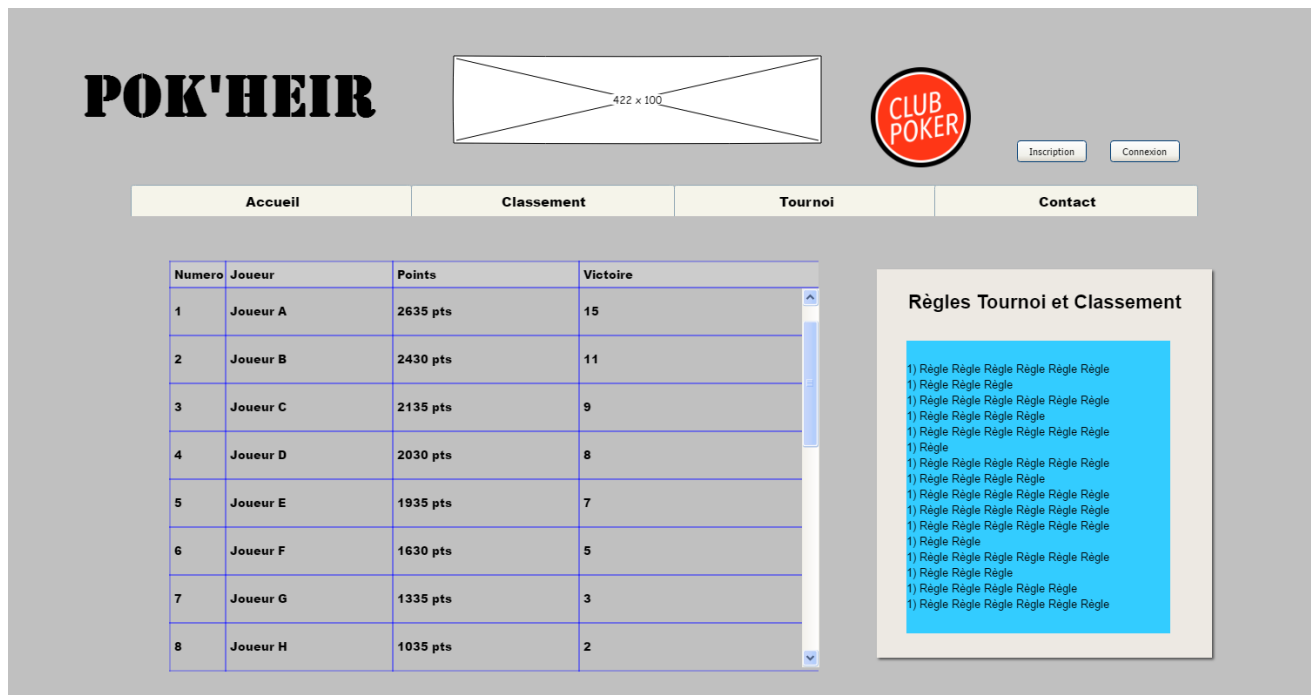 POK'HEIR
422 x 100
CLUB
POKER
Inscription Connexion
Accueil Classement Tournoi Contact
Numero Joueur Points Victoire
1 Joueur A 2635 pts 15
2 Joueur B 2430 pts 11
3 Joueur C 2135 pts 9
4 Joueur D 2030 pts 8
5 Joueur E 1935 pts 7
6 Joueur F 1630 pts 5
7 Joueur G 1335 pts 3
8 Joueur H 1035 pts 2
Règles Tournoi et Classement
1) Règle Règle Règle Règle Règle Règle
1) Règle Règle Règle
1) Règle Règle Règle Règle Règle Règle
1) Règle Règle Règle Règle
1) Règle Règle Règle Règle Règle Règle
1) Règle
1) Règle Règle Règle Règle Règle Règle
1) Règle Règle Règle Règle
1) Règle Règle Règle Règle Règle Règle
1) Règle Règle Règle Règle Règle Règle
1) Règle Règle Règle Règle Règle Règle
1) Règle Règle
1) Règle Règle Règle Règle Règle Règle
1) Règle Règle Règle
1) Règle Règle Règle Règle Règle
1) Règle Règle Règle Règle Règle Règle